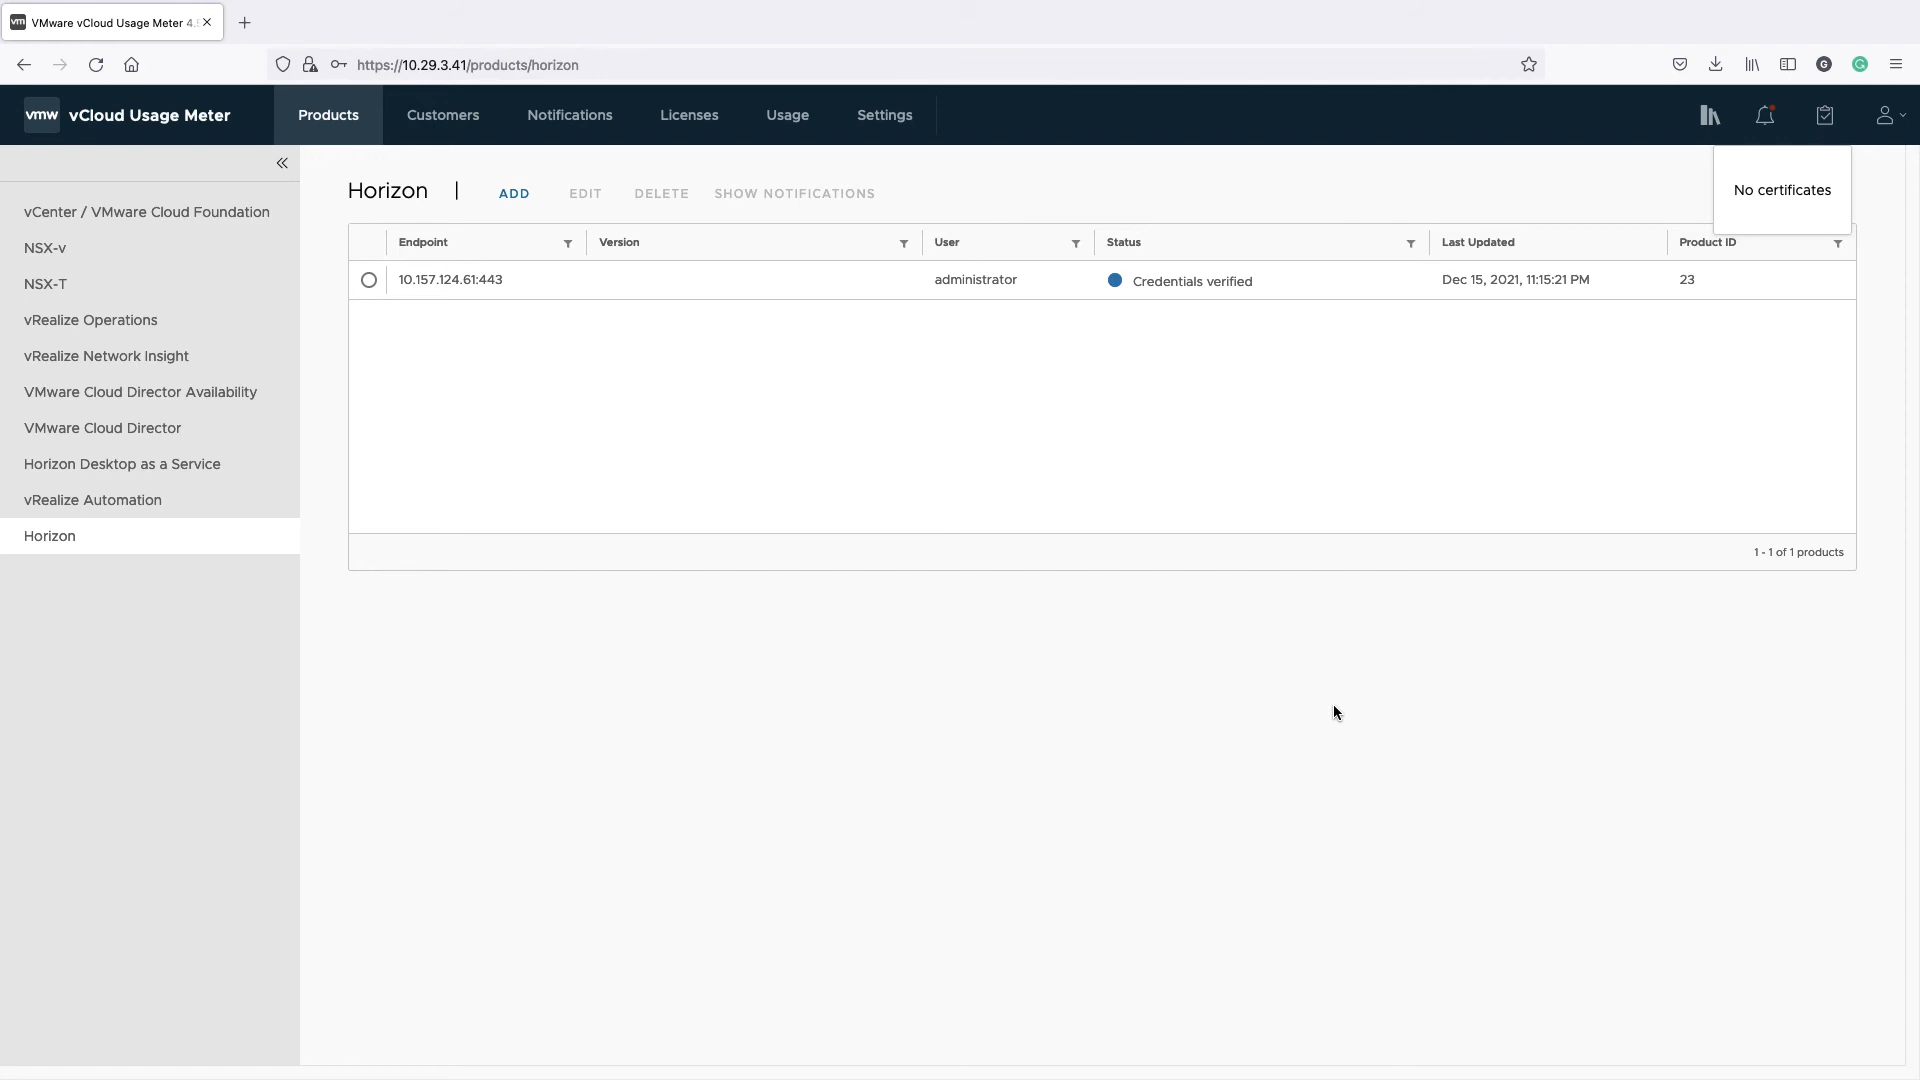 vm VMware vCloud Usage Meter 4.
https://10.29.3.41/products/horizon
G
vmw vCloud Usage Meter
Products Customers Notifications Licenses Usage Settings
No certificates
Horizon | ADD EDIT DELETE SHOW NOTIFICATIONS
Endpoint Version User Status Last Updated Product ID
10.157.124.61:443 administrator Credentials verified Dec 15, 2021, 11:15:21 PM 23
1 - 1 of 1 products
vCenter / VMware Cloud Foundation
NSX-v
NSX-T
vRealize Operations
vRealize Network Insight
VMware Cloud Director Availability
VMware Cloud Director
Horizon Desktop as a Service
vRealize Automation
Horizon